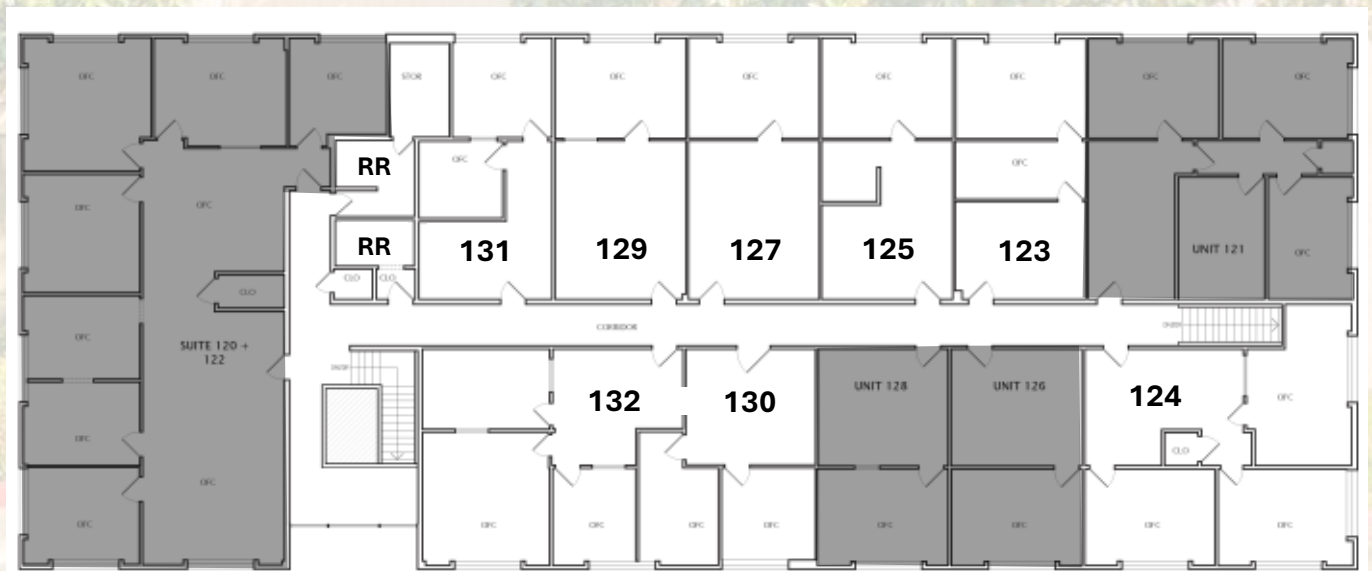 OFC OFC OFC STOR OFC OFC OFC OFC OFC OFC OFC
RR
OFC OFC
OFC OFC
RR
131 129 127 125 123 UNIT 121 OFC
CLO CLO
CLO
CORRIDOR
OFC
SUITE 120 +
122
UNIT 128 UNIT 126
132 130 124 OFC
OFC
CLO
OFC
OFC OFC OFC OFC OFC OFC OFC OFC OFC